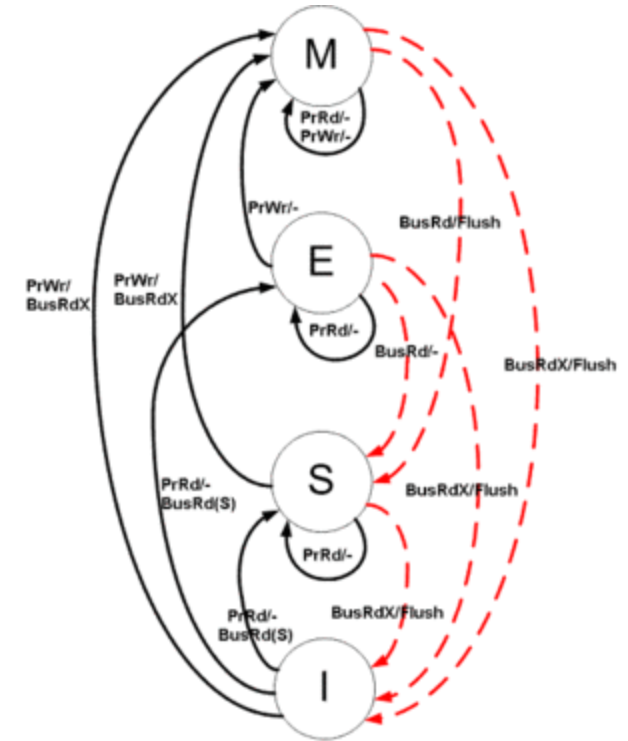 M
PrRd/-
PrWr/-
PrWr/-
BusRd/Flush
E
PrWr/
BusRdX
PrWr/
BusRdX
PrRd/-
BusRd/-
BusRdX/Flush
S
PrRd/-
BusRd(S)
BusRdX/Flush
PrRd/-
PrRd/-
BusRd(S)
BusRdX/Flush
I